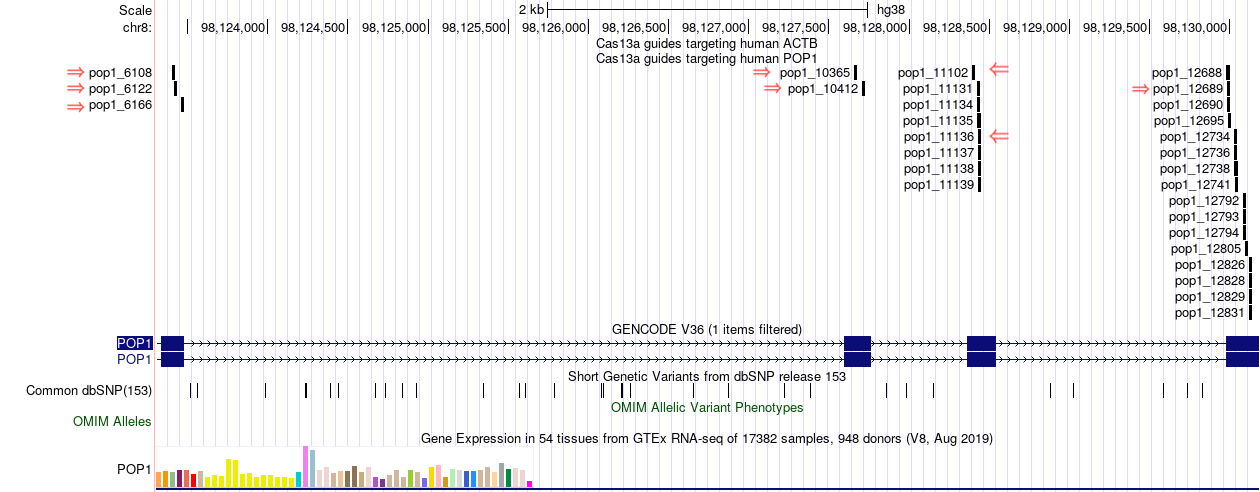 Scale 2 kb hg38
chr8: 98,124,000 98,124,500 98,125,000 98,125,500 98,126,000 98,126,500 98,127,000 98,127,500 98,128,000 98,128,500 98,129,000 98,129,500 98,130,000
Cas13a guides targeting human ACTB
Cas13a guides targeting human POP1
pop1_6108 pop1_10365 pop1_11102 pop1_12688
pop1_6122 pop1_10412 pop1_11131 pop1_12689
pop1_6166 pop1_11134 pop1_12690
pop1_11135 pop1_12695
pop1_11136 pop1_12734
pop1_11137 pop1_12736
pop1_11138 pop1_12738
pop1_11139 pop1_12741
pop1_12792
pop1_12793
pop1_12794
pop1_12805
pop1_12826
pop1_12828
pop1_12829
pop1_12831
GENCODE V36 (1 items filtered)
POP1
POP1
Short Genetic Variants from dbSNP release 153
Common dbSNP(153)
OMIM Allelic Variant Phenotypes
OMIM Alleles
Gene Expression in 54 tissues from GTEx RNA-seq of 17382 samples, 948 donors (V8, Aug 2019)
POP1